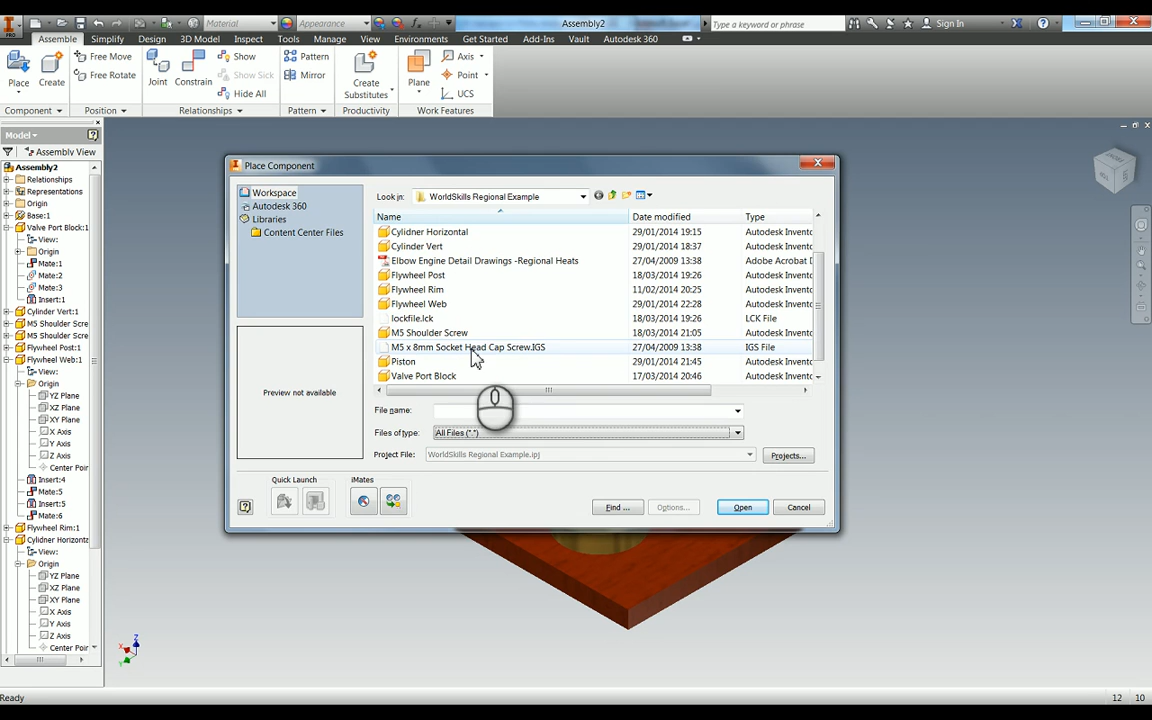 Material
Appearance
Assembly2
Type a keyword or phrase
Sign In
PRO
Assemble Simplify Design 3D Model Inspect Tools Manage View Environments Get Started Add-Ins Vault Autodesk 360
Place
Create
Free Move
Free Rotate
Joint
Constrain
Show
Show Sick
Hide All
Pattern
Mirror
Create
Substitutes
Plane
Axis
Point
UCS
Component
Position
Relationships
Pattern
Productivity
Work Features
Model
Assembly View
Assembly2
Relationships
Representations
Origin
Base:1
Valve Port Block:1
View:
Origin
Mate:1
Mate:2
Mate:3
Insert:1
Cylinder Vert:1
M5 Shoulder Scre
M5 Shoulder Scre
Flywheel Post:1
Flywheel Web:1
View:
Origin
YZ Plane
XZ Plane
XY Plane
X Axis
Y Axis
Z Axis
Center Poir
Insert:4
Mate:5
Insert:5
Mate:6
Flywheel Rim:1
Cylidner Horizonta
View:
Origin
YZ Plane
XZ Plane
XY Plane
X Axis
Y Axis
Z Axis
Center Poir
Place Component
Workspace
Autodesk 360
Libraries
Content Center Files
Look in: WorldSkills Regional Example
Name Date modified Type
Cylidner Horizontal 29/01/2014 19:15 Autodesk Invento
Cylinder Vert 29/01/2014 18:37 Autodesk Invento
Elbow Engine Detail Drawings -Regional Heats 27/04/2009 13:38 Adobe Acrobat D
Flywheel Post 18/03/2014 19:26 Autodesk Invento
Flywheel Rim 11/02/2014 20:25 Autodesk Invento
Flywheel Web 29/01/2014 22:28 Autodesk Invento
lockfile.lck 18/03/2014 19:26 LCK File
M5 Shoulder Screw 18/03/2014 21:05 Autodesk Invento
M5 x 8mm Socket Head Cap Screw.IGS 27/04/2009 13:38 IGS File
Piston 29/01/2014 21:45 Autodesk Invento
Valve Port Block 17/03/2014 20:46 Autodesk Invento
Preview not available
File name:
Files of type: All Files (*.*)
Project File: WorldSkills Regional Example.ipj
Projects...
Quick Launch
iMates
Find ...
Options...
Open
Cancel
Z
X
Y
Ready
12 10